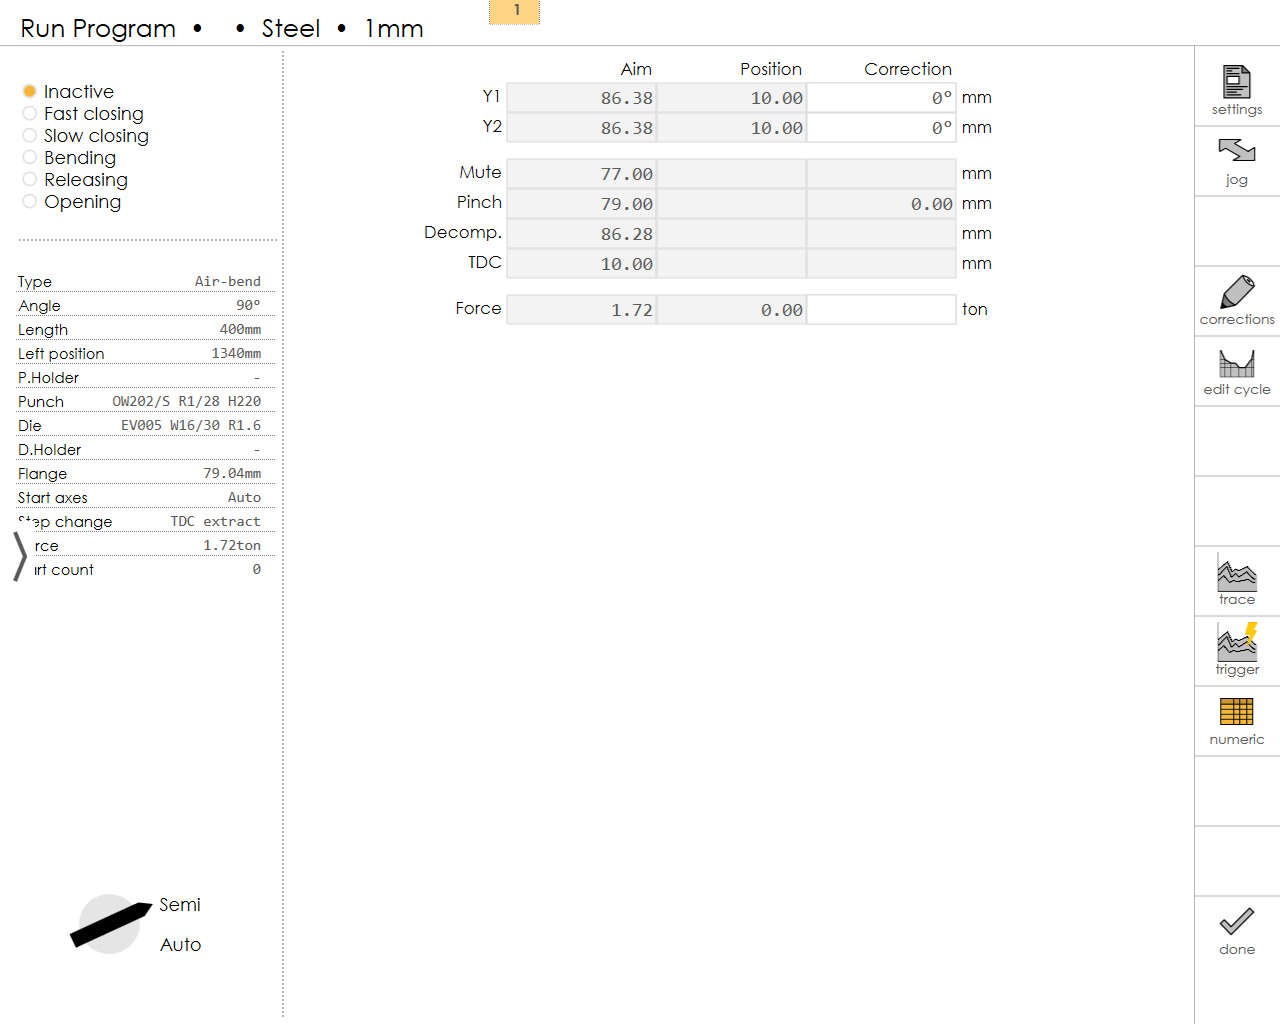 1
Run Program • • Steel • 1mm
Inactive
Fast closing
Slow closing
Bending
Releasing
Opening
Type Air-bend
Angle 90°
Length 400mm
Left position 1340mm
P.Holder -
Punch OW202/S R1/28 H220
Die EV005 W16/30 R1.6
D.Holder -
Flange 79.04mm
Start axes Auto
Step change TDC extract
rce 1.72ton
rt count 0
Semi
Auto
Aim Position Correction
Y1 86.38 10.00 0° mm
Y2 86.38 10.00 0° mm
Mute 77.00 mm
Pinch 79.00 0.00 mm
Decomp. 86.28 mm
TDC 10.00 mm
Force 1.72 0.00 ton
settings
jog
corrections
edit cycle
trace
trigger
numeric
done